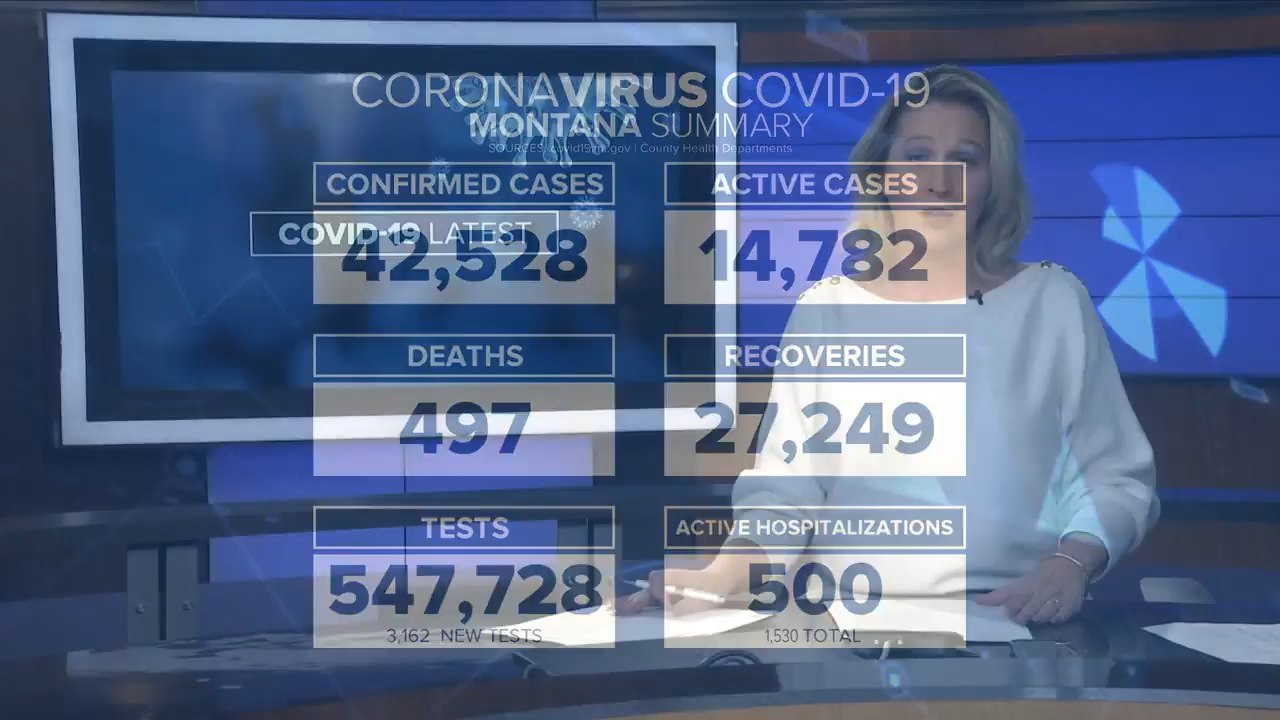 CORONAVIRUS COVID-19
MONTANA SUMMARY
SOURCES: covid19.mt.gov | County Health Departments
CONFIRMED CASES
42,528
ACTIVE CASES
14,782
COVID-19 LATEST
DEATHS
497
RECOVERIES
27,249
TESTS
547,728
3,162 NEW TESTS
ACTIVE HOSPITALIZATIONS
500
1,530 TOTAL